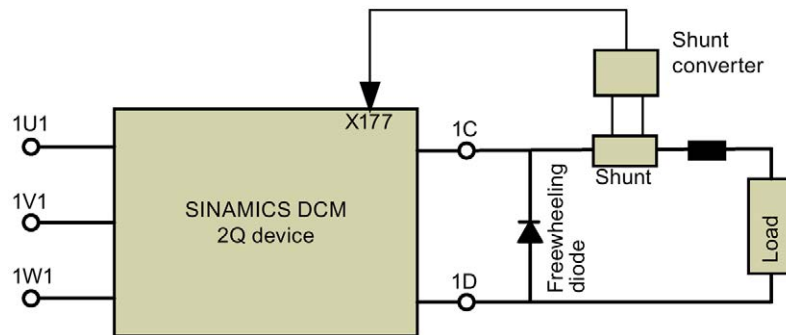 Shunt
converter
X177
1U1
1C
Shunt
1V1
SINAMICS DCM
2Q device
Freewheeling
diode
Load
1W1
1D